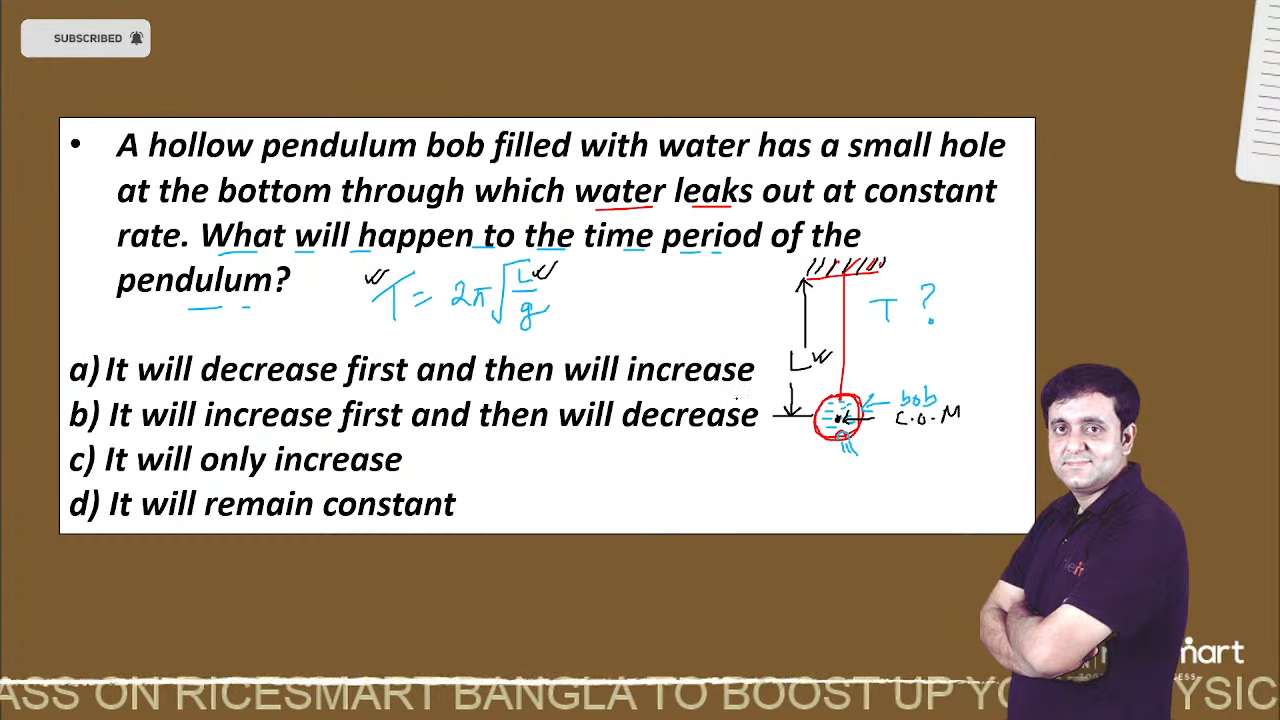 SUBSCRIBED
• A hollow pendulum bob filled with water has a small hole
at the bottom through which water leaks out at constant
rate. What will happen to the time period of the
pendulum?
T = 2π√L/g
T ?
L
bob
C.O.M
a) It will decrease first and then will increase
b) It will increase first and then will decrease
c) It will only increase
d) It will remain constant
ASS ON RICESMART BANGLA TO BOOST UP YO
YSIC